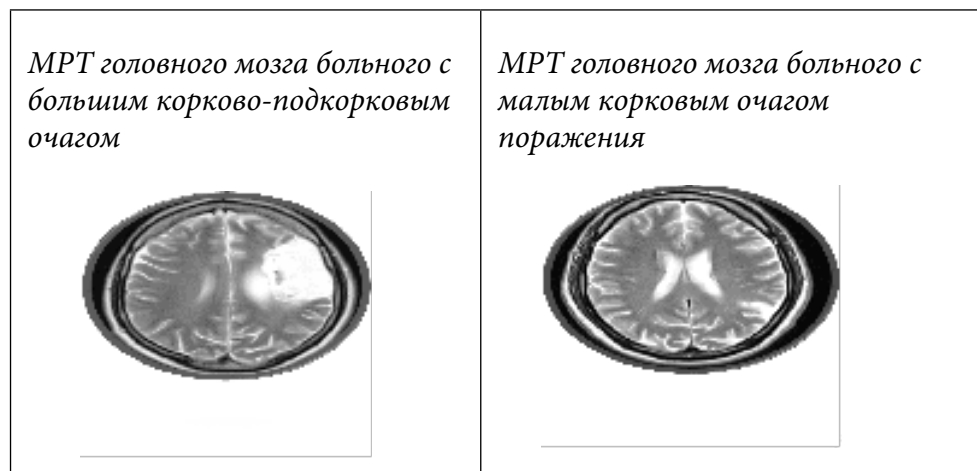 МРТ головного мозга больного с
большим корково-подкорковым
очагом
МРТ головного мозга больного с
малым корковым очагом
поражения